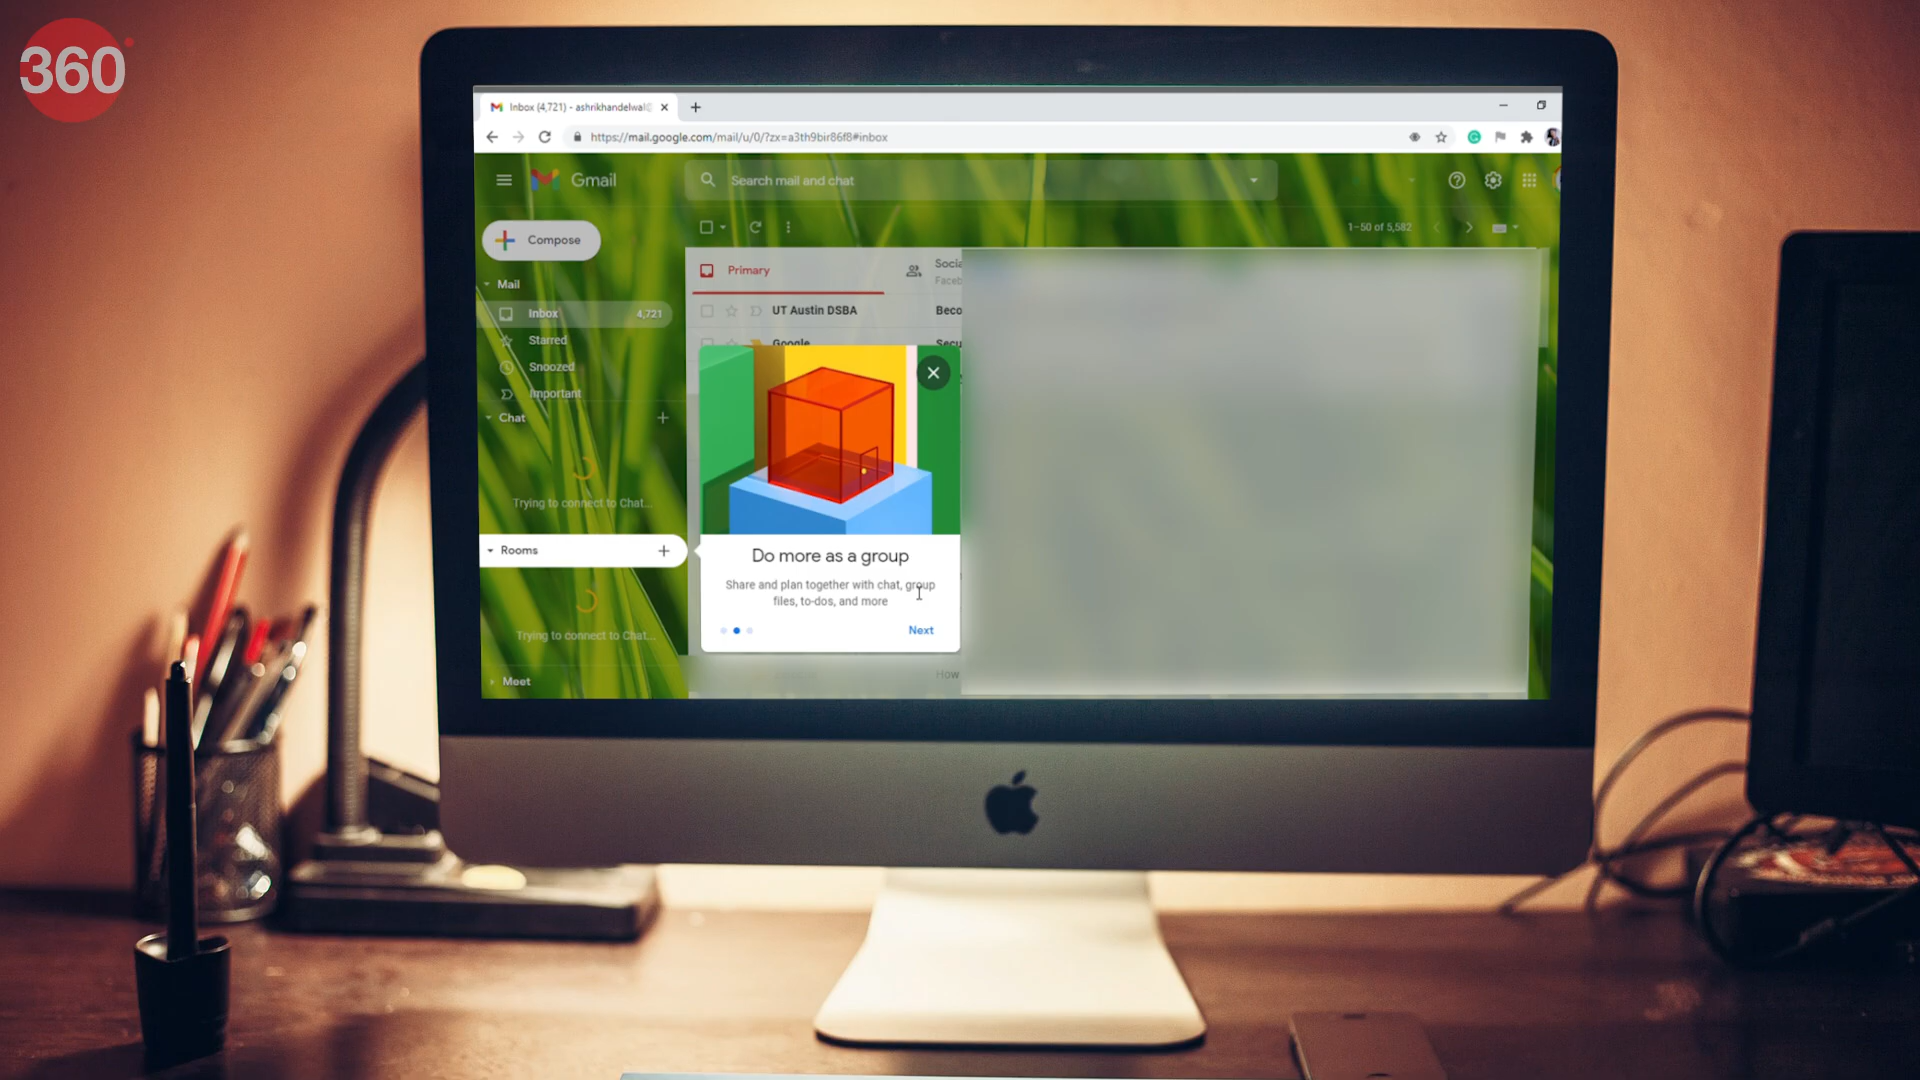 360
Inbox (4,721) - ashrikhandelwal
https://mail.google.com/mail/u/0/?zx=a3th9bir86f8#inbox
Gmail
Search mail and chat
Compose
1–50 of 5,582
Mail
Primary
Socia
Faceb
Inbox 4,721
UT Austin DSBA Beco
Starred
Google Secu
Snoozed
Important
Chat
Trying to connect to Chat...
Rooms
Do more as a group
Share and plan together with chat, group
files, to-dos, and more
Next
Trying to connect to Chat...
Meet
How